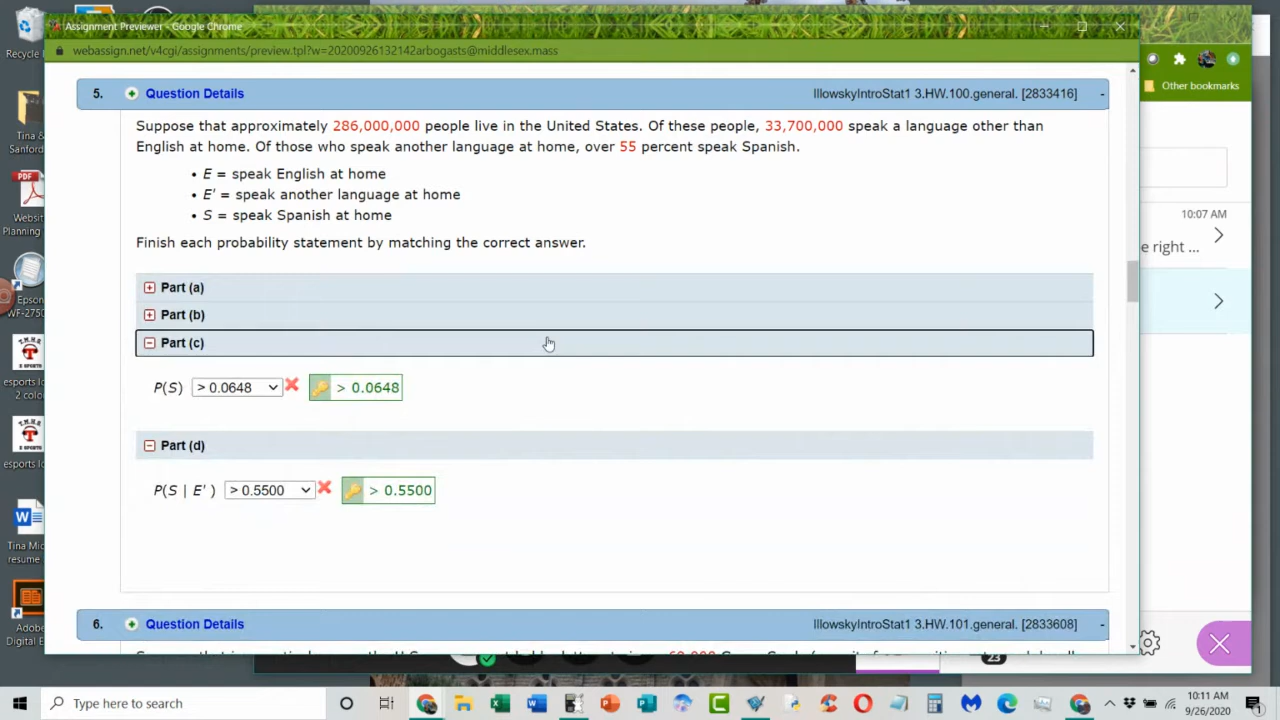 Assignment Previewer - Google Chrome
webassign.net/v4cgi/assignments/preview.tpl?w=20200926132142arbogasts@middlesex.mass
Recycle
Other bookmarks
5. Question Details IllowskyIntroStat1 3.HW.100.general. [2833416] -
Suppose that approximately 286,000,000 people live in the United States. Of these people, 33,700,000 speak a language other than
English at home. Of those who speak another language at home, over 55 percent speak Spanish.
• E = speak English at home
• E' = speak another language at home
• S = speak Spanish at home
Finish each probability statement by matching the correct answer.
Part (a)
Part (b)
Part (c)
P(S) > 0.0648 > 0.0648
Part (d)
P(S | E' ) > 0.5500 > 0.5500
6. Question Details IllowskyIntroStat1 3.HW.101.general. [2833608] -
Tina &
Sanford
PDF
Websit
Planning
Epson
WF-2750
esports lo
2 color
esports lo
Tina Mic
resume
Adobe
Digital E
10:07 AM
e right ...
23
Type here to search
10:11 AM
9/26/2020